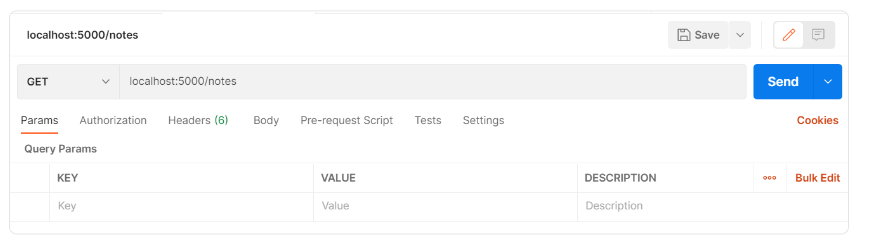 localhost:5000/notes Save
GET localhost:5000/notes Send
Params Authorization Headers (6) Body Pre-request Script Tests Settings Cookies
Query Params
KEY VALUE DESCRIPTION Bulk Edit
Key Value Description